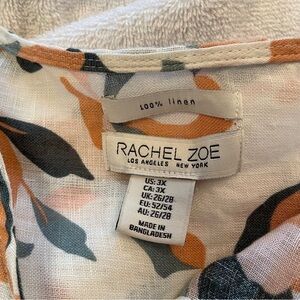 100% linen
RACHEL ZOE
LOS ANGELES NEW YORK
US: 3X
CA: 3X
UK: 26/28
EU: 52/54
AU: 26/28
MADE IN
BANGLADESH